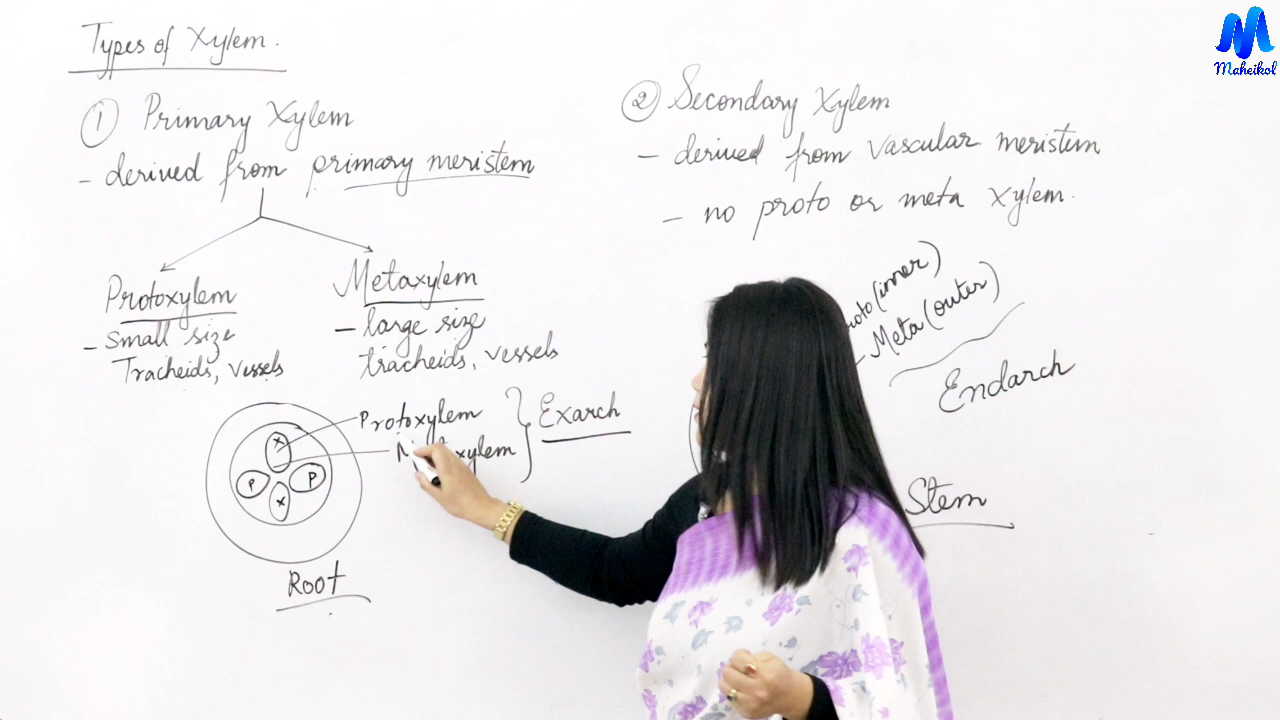 Types of Xylem.
① Primary Xylem
- derived from primary meristem
Protoxylem
- small size
Tracheids, vessels
Metaxylem
- large size
tracheids, vessels
Protoxylem
Exarch
x
P
P
x
Root
② Secondary Xylem
- derived from vascular meristem
- no proto or meta xylem.
(inner)
- Meta (outer)
Endarch
Stem
Maheikol